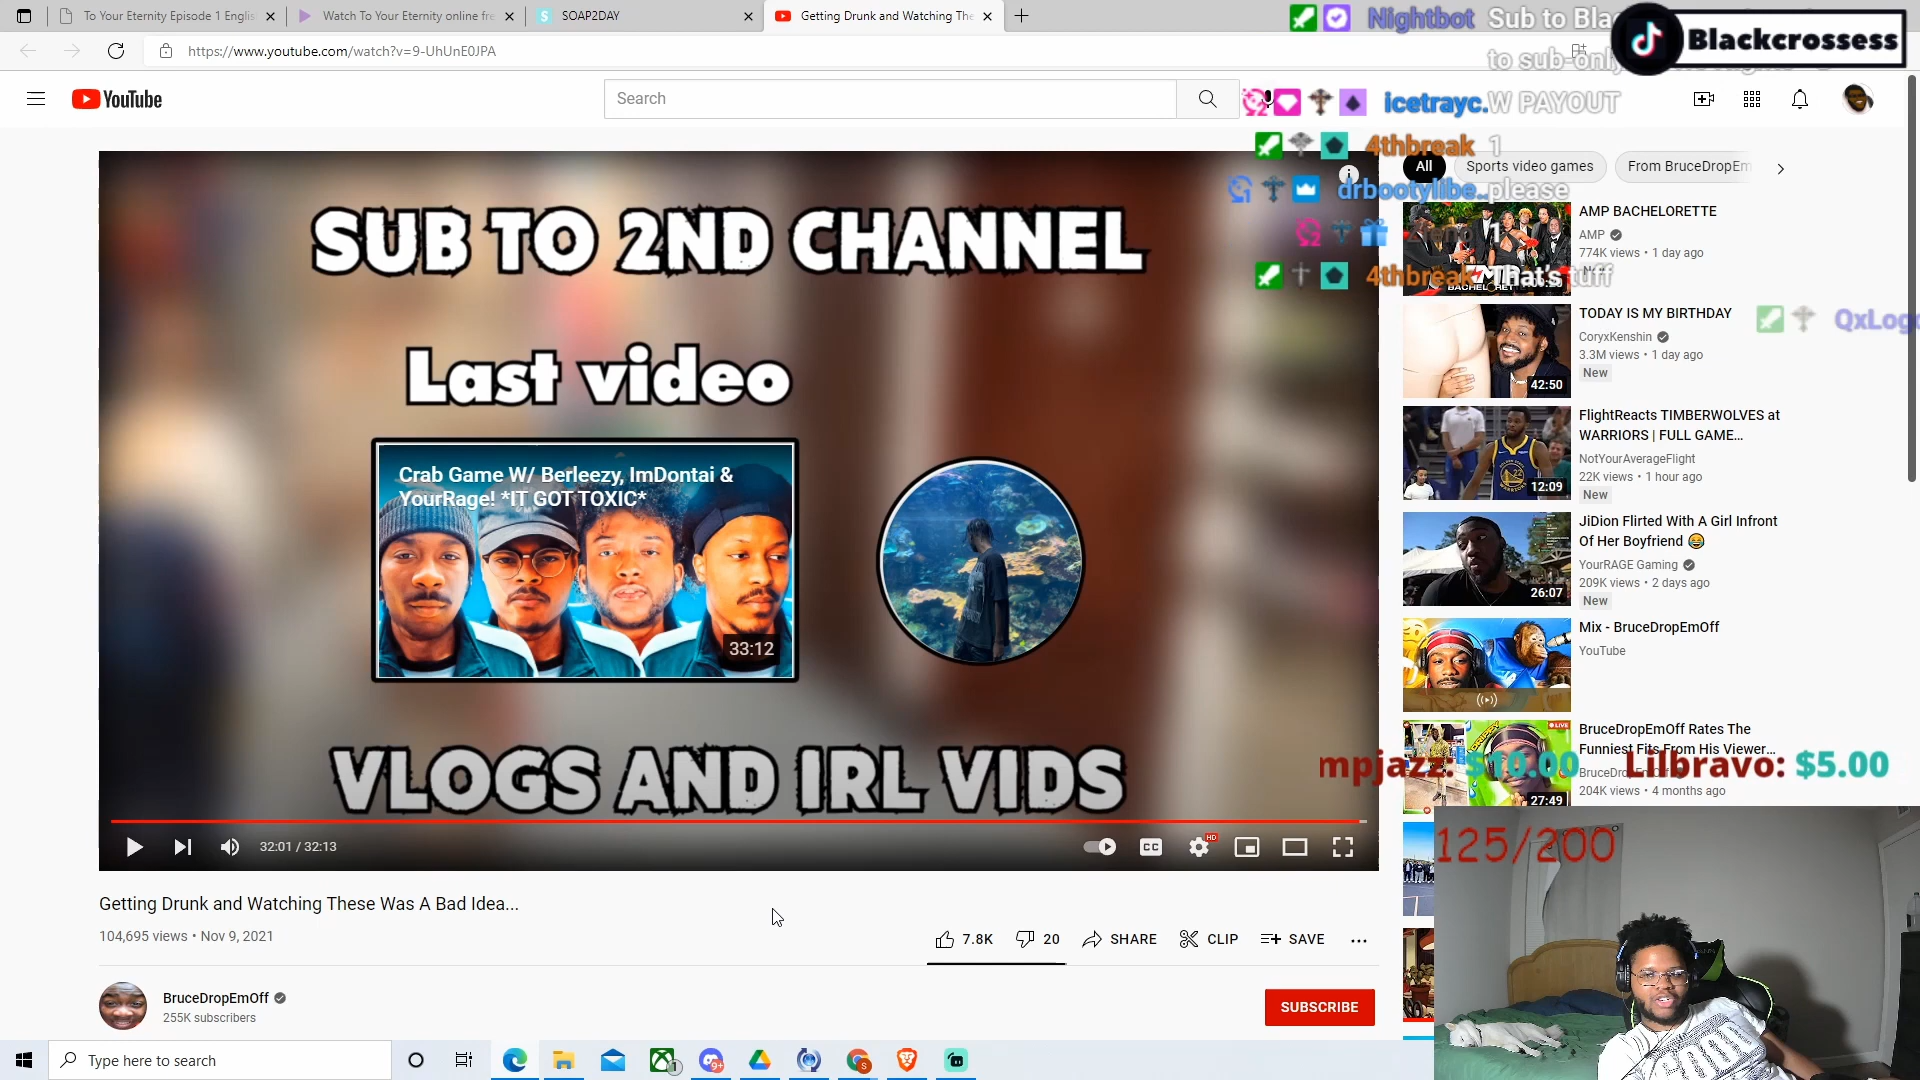 To Your Eternity Episode 1 Englis
Watch To Your Eternity online fre
SOAP2DAY
Getting Drunk and Watching The
https://www.youtube.com/watch?v=9-UhUnE0JPA
YouTube
Search
Nightbot Sub to Blac
to sub-only
Blackcrossess
icetrayc. W PAYOUT
4thbreak 1
drbootylibe.. please
1
4thbreak That's tuff
QxLogo
SUB TO 2ND CHANNEL
Last video
Crab Game W/ Berleezy, ImDontai &
YourRage! *IT GOT TOXIC*
33:12
VLOGS AND IRL VIDS
32:01 / 32:13
CC
HD
Getting Drunk and Watching These Was A Bad Idea...
104,695 views • Nov 9, 2021
7.8K
20
SHARE
CLIP
SAVE
BruceDropEmOff
255K subscribers
SUBSCRIBE
All
Sports video games
From BruceDropEm
AMP BACHELORETTE
AMP
774K views • 1 day ago
TODAY IS MY BIRTHDAY
CoryxKenshin
3.3M views • 1 day ago
New
42:50
FlightReacts TIMBERWOLVES at
WARRIORS | FULL GAME...
NotYourAverageFlight
22K views • 1 hour ago
New
12:09
JiDion Flirted With A Girl Infront
Of Her Boyfriend
YourRAGE Gaming
209K views • 2 days ago
New
26:07
Mix - BruceDropEmOff
YouTube
BruceDropEmOff Rates The
Funniest Fits From His Viewer...
204K views • 4 months ago
LIVE
27:49
mpjazz: $10.00 Lilbravo: $5.00
125/200
Type here to search